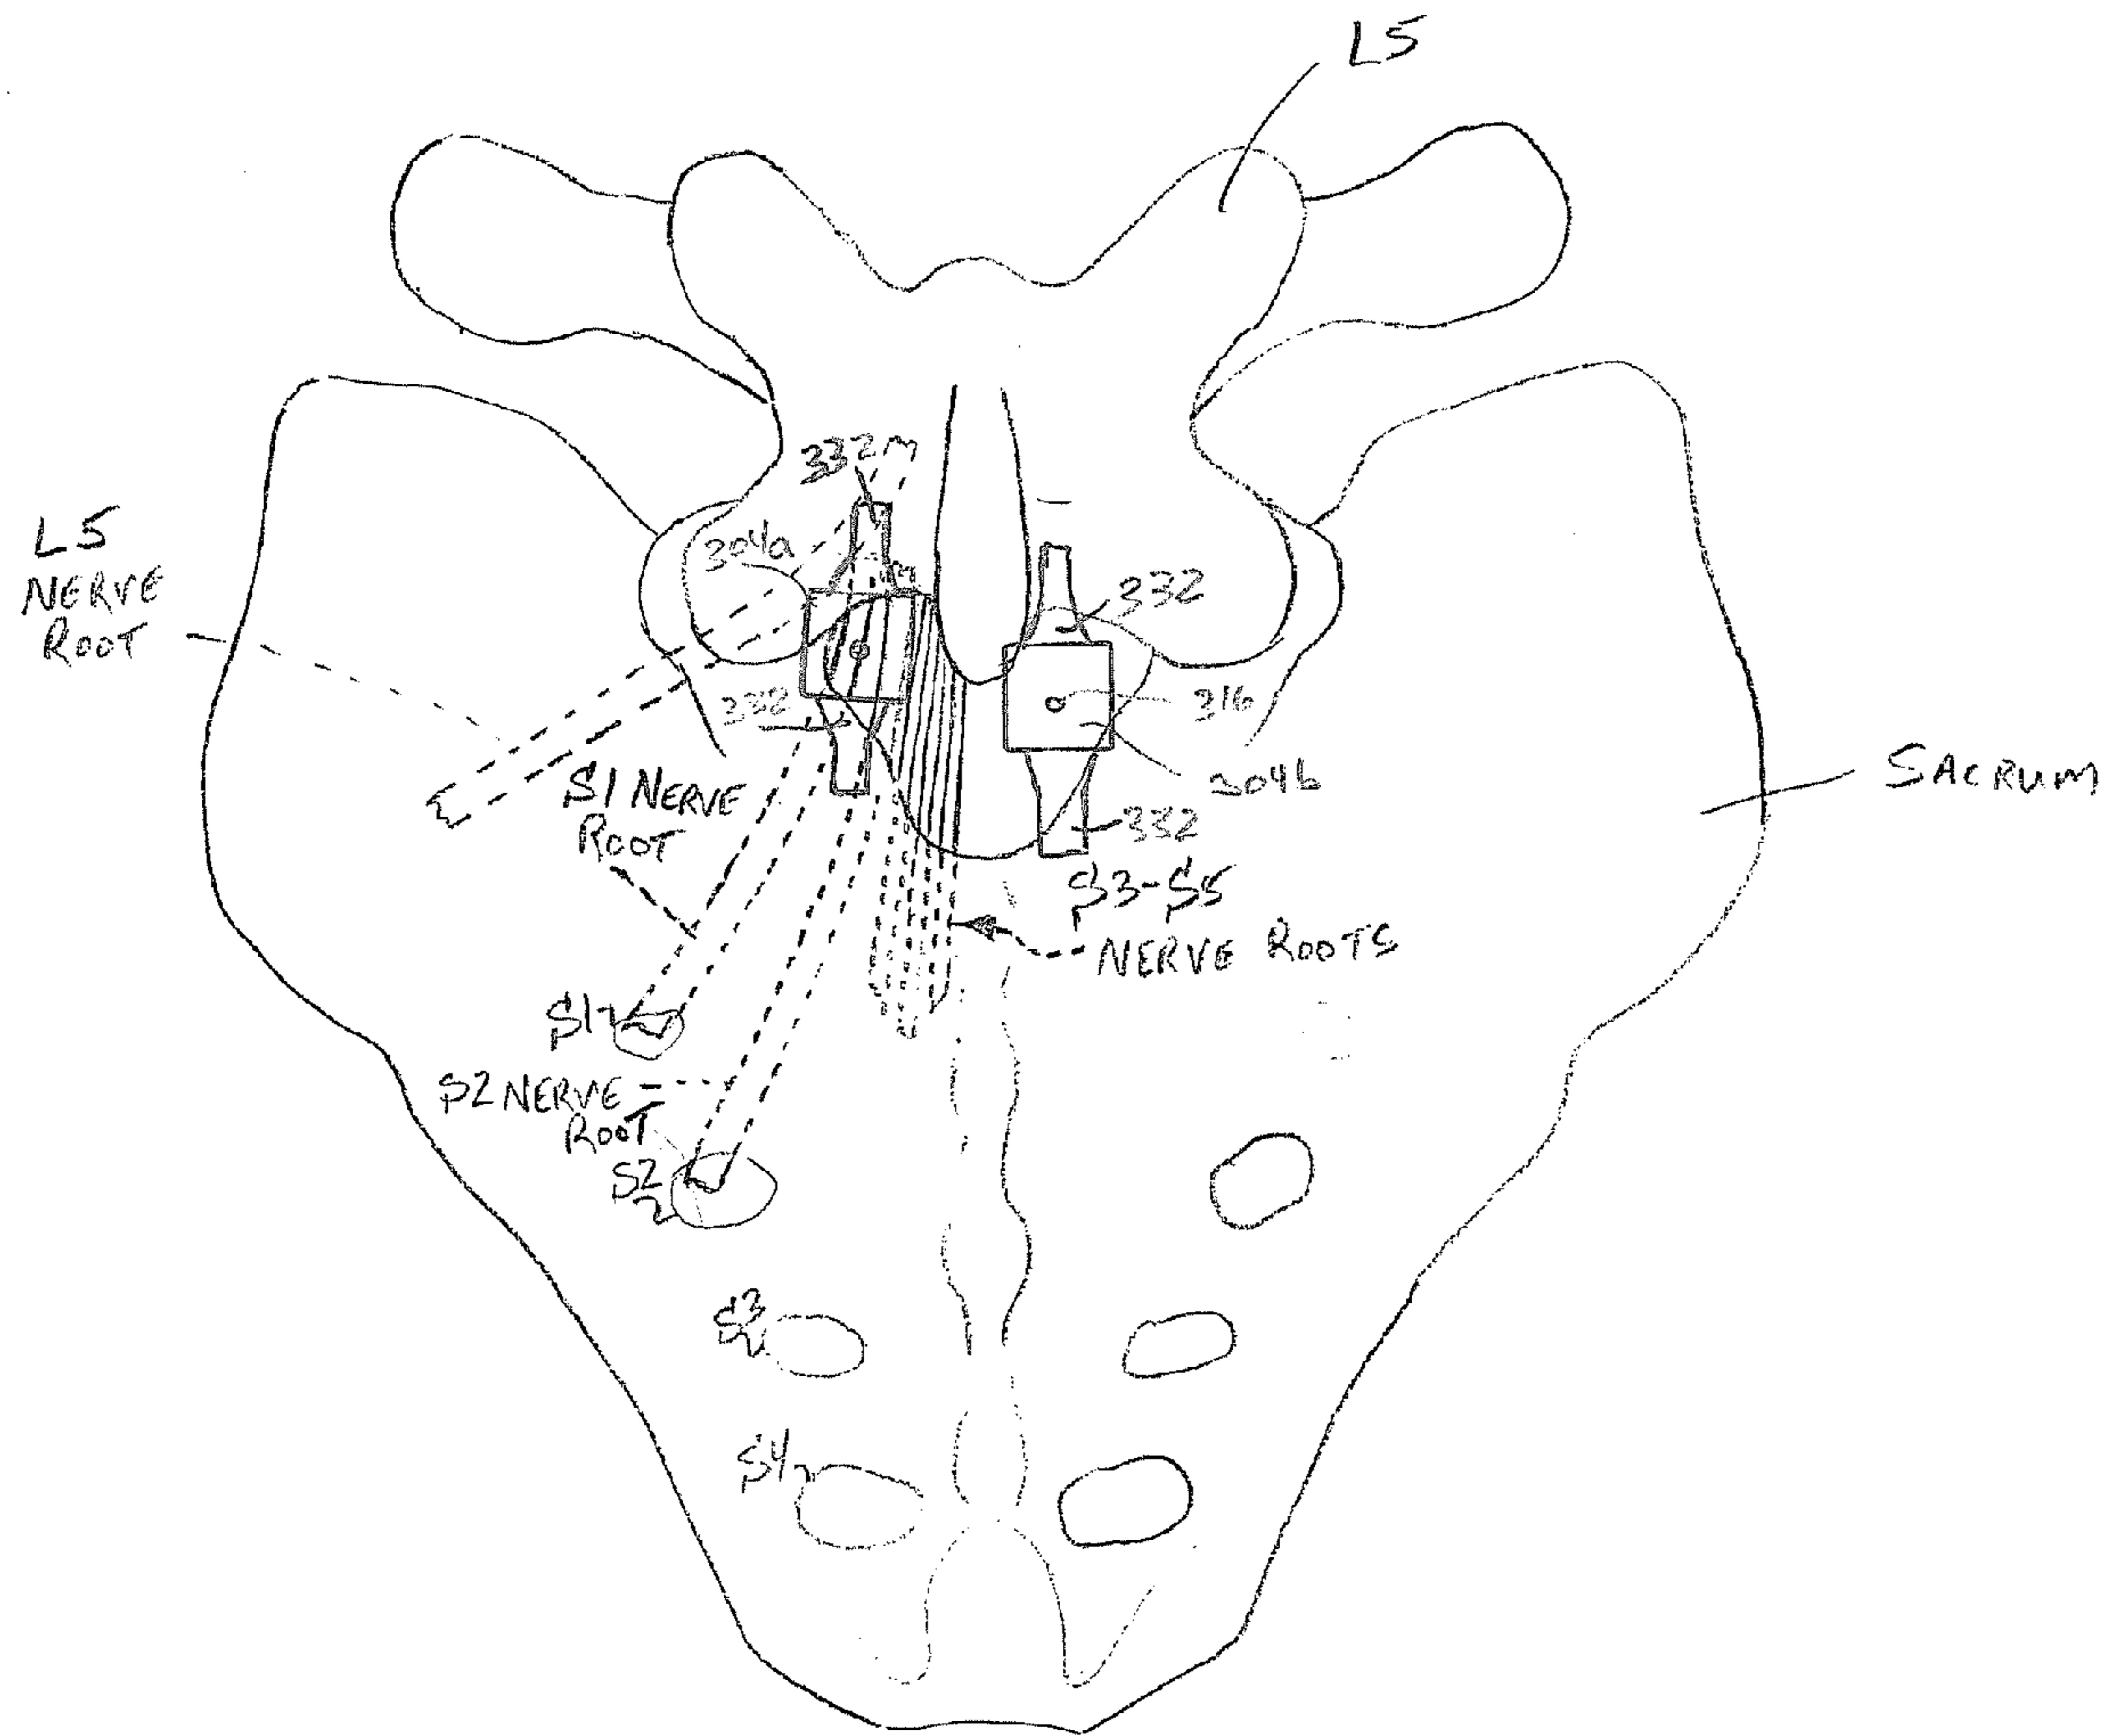 L5
332
304a
L5
NERVE
ROOT
332
332
316
304b
332
SACRUM
S1 NERVE
ROOT
S3-S5
NERVE ROOTS
S1
S2 NERVE
ROOT
S2
S3
S4